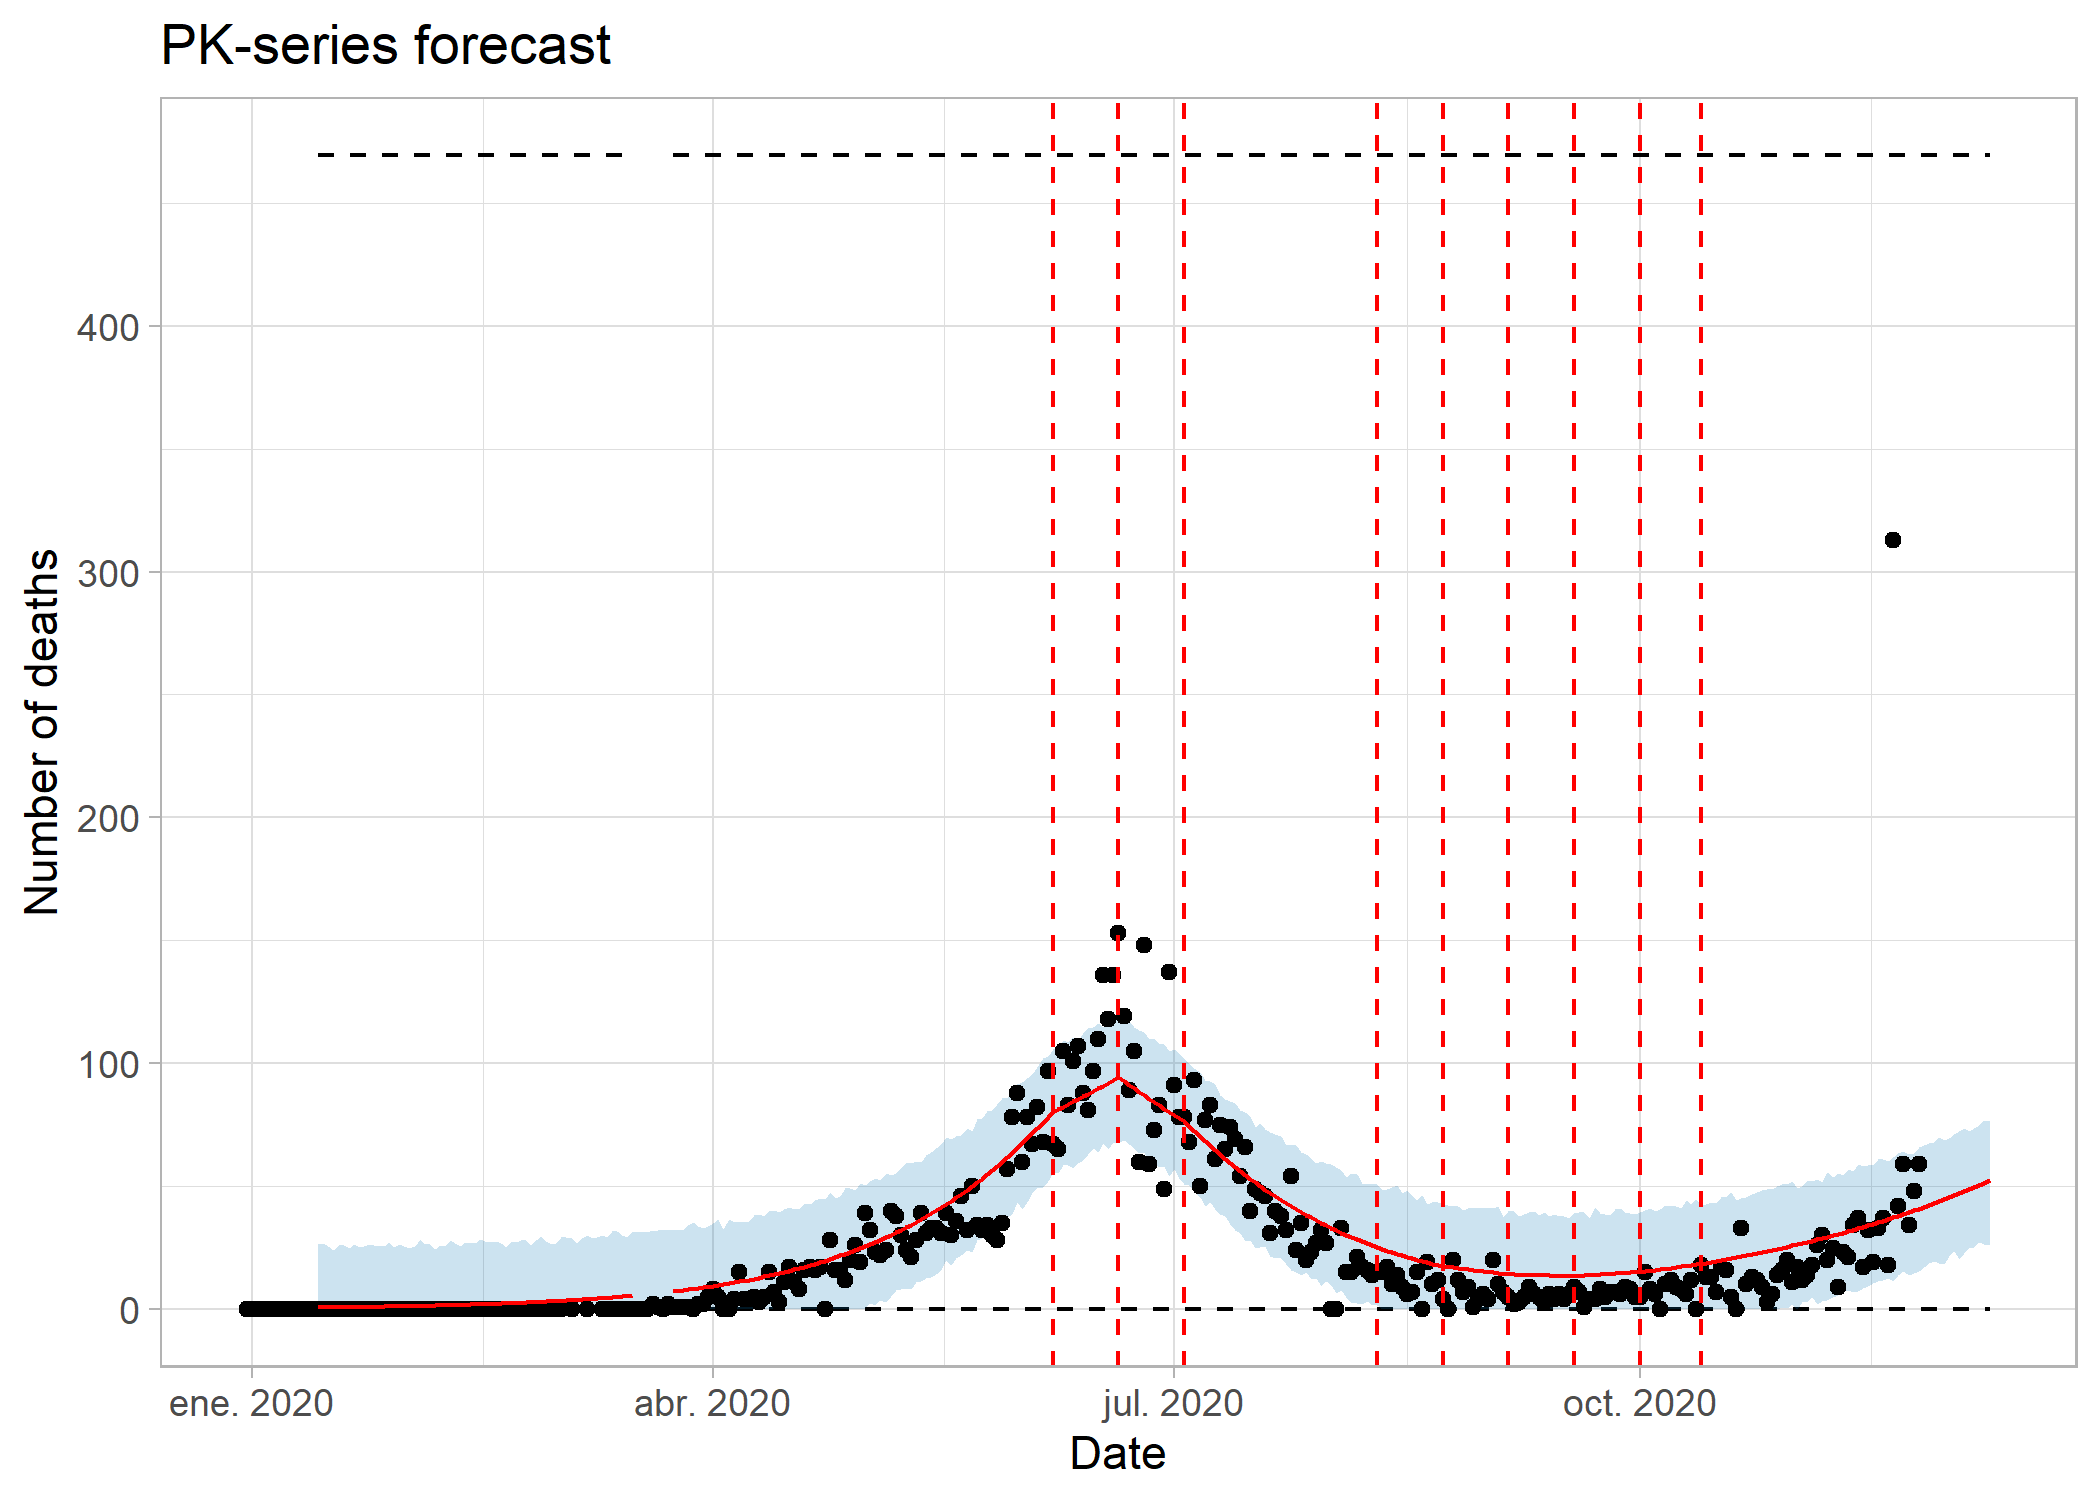 PK-series forecast
Number of deaths
400
300
200
100
0
ene. 2020
abr. 2020
jul. 2020
oct. 2020
Date